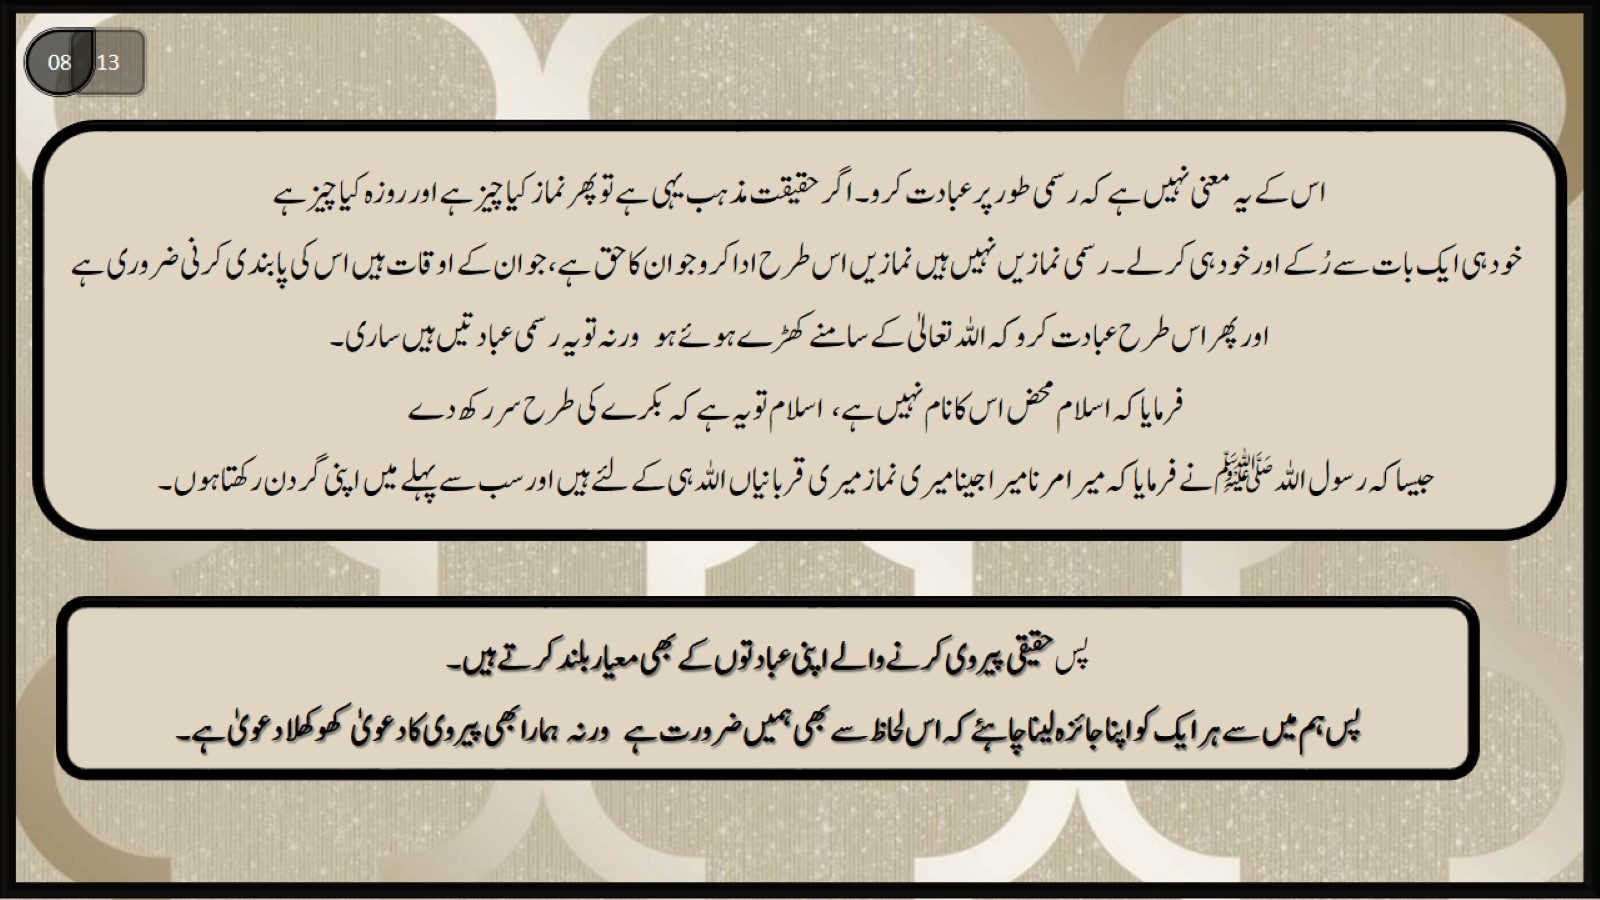 08 13
اس کے یہ معنی نہیں ہے کہ رسمی طور پر عبادت کرو۔ اگر حقیقت مذہب یہی ہے تو پھر نماز کیا چیز ہے اور روزہ کیا چیز ہے
خود ہی ایک بات سے رُکے اور خود ہی کرلے۔ رسمی نمازیں نہیں ہیں نمازیں اس طرح ادا کرو جو ان کا حق ہے، جو ان کے اوقات ہیں اس کی پابندی کرنی ضروری ہے
اور پھر اس طرح عبادت کرو کہ اللہ تعالیٰ کے سامنے کھڑے ہوئے ہو ورنہ تو یہ رسمی عبادتیں ہیں ساری۔
فرمایا کہ اسلام محض اس کا نام نہیں ہے، اسلام تو یہ ہے کہ بکرے کی طرح سر رکھ دے
جیسا کہ رسول اللہ ﷺ نے فرمایا کہ میرا مرنا میرا جینا میری نماز میری قربانیاں اللہ ہی کے لئے ہیں اور سب سے پہلے میں اپنی گردن رکھتا ہوں۔
پس حقیقی پیروی کرنے والے اپنی عبادتوں کے بھی معیار بلند کرتے ہیں۔
پس ہم میں سے ہر ایک کو اپنا جائزہ لینا چاہئے کہ اس لحاظ سے بھی ہمیں ضرورت ہے ورنہ ہمارا بھی پیروی کا دعویٰ کھوکھلا دعویٰ ہے۔